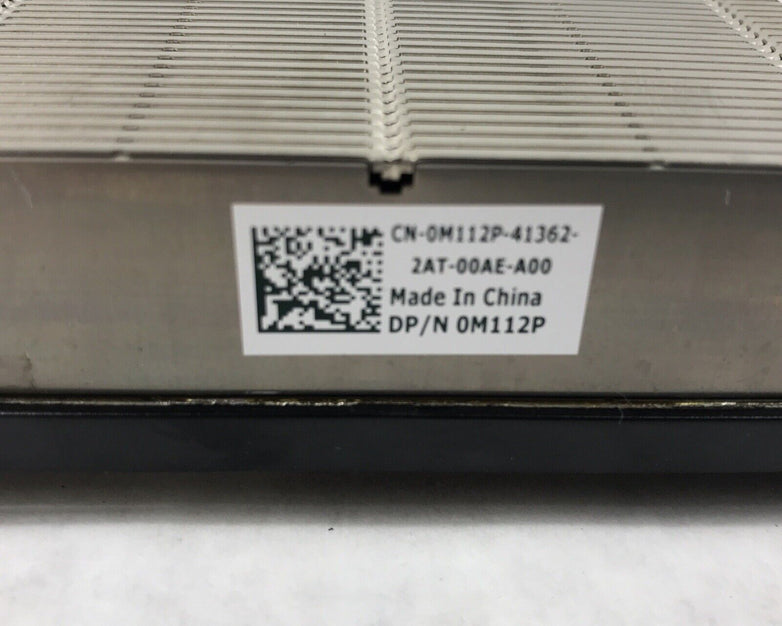 CN-0M112P-41362-
2AT-00AE-A00
Made In China
DP/N 0M112P